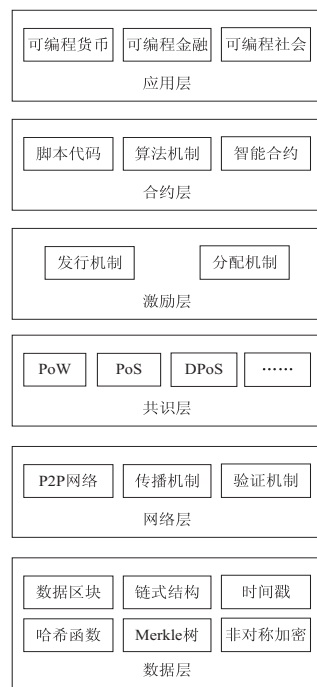 可编程货币 可编程金融 可编程社会
应用层
脚本代码 算法机制 智能合约
合约层
发行机制 分配机制
激励层
PoW PoS DPoS ……
共识层
P2P网络 传播机制 验证机制
网络层
数据区块 链式结构 时间戳
哈希函数 Merkle树 非对称加密
数据层